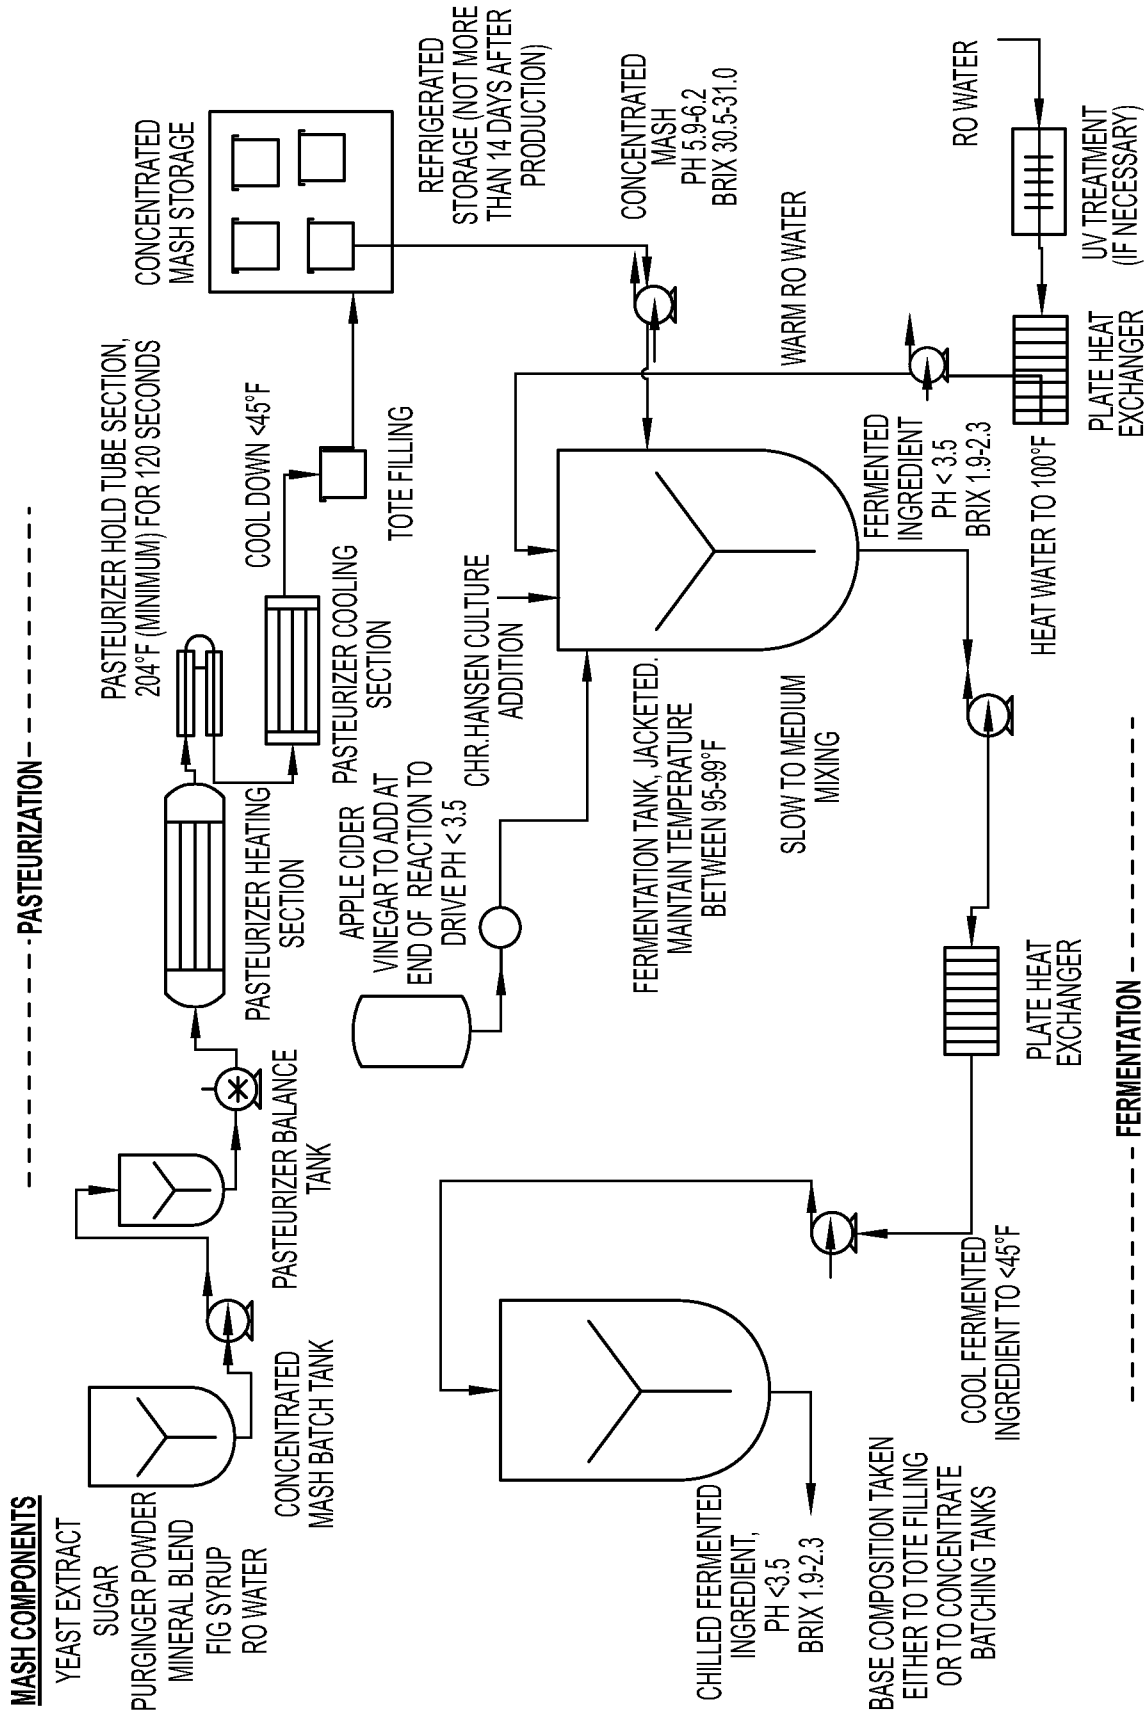 MASH COMPONENTS
YEAST EXTRACT
SUGAR
PURGINGER POWDER
MINERAL BLEND
FIG SYRUP
RO WATER
CONCENTRATED
MASH BATCH TANK
PASTEURIZATION
PASTEURIZER BALANCE
TANK
PASTEURIZER HEATING
SECTION
PASTEURIZER HOLD TUBE SECTION,
204°F (MINIMUM) FOR 120 SECONDS
PASTEURIZER COOLING
SECTION
COOL DOWN <45°F
TOTE FILLING
CONCENTRATED
MASH STORAGE
REFRIGERATED
STORAGE (NOT MORE
THAN 14 DAYS AFTER
PRODUCTION)
APPLE CIDER
VINEGAR TO ADD AT
END OF REACTION TO
DRIVE PH < 3.5
CHR.HANSEN CULTURE
ADDITION
CONCENTRATED
MASH
PH 5.9-6.2
BRIX 30.5-31.0
WARM RO WATER
FERMENTATION TANK, JACKETED.
MAINTAIN TEMPERATURE
BETWEEN 95-99°F
SLOW TO MEDIUM
MIXING
FERMENTED
INGREDIENT
PH < 3.5
BRIX 1.9-2.3
RO WATER
UV TREATMENT
(IF NECESSARY)
PLATE HEAT
EXCHANGER
HEAT WATER TO 100°F
PLATE HEAT
EXCHANGER
COOL FERMENTED
INGREDIENT TO <45°F
CHILLED FERMENTED
INGREDIENT,
PH <3.5
BRIX 1.9-2.3
BASE COMPOSITION TAKEN
EITHER TO TOTE FILLING
OR TO CONCENTRATE
BATCHING TANKS
FERMENTATION